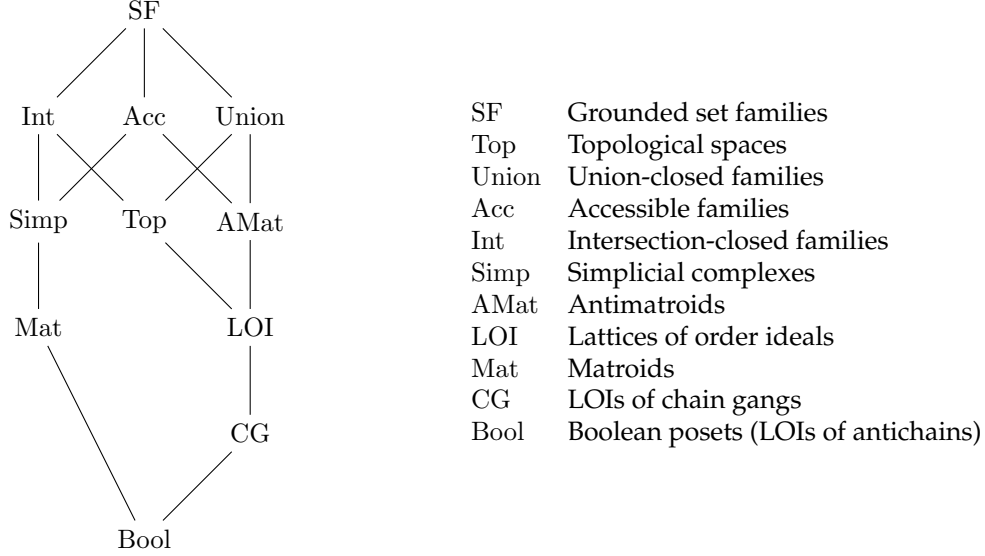 SF
Int Acc Union
Simp Top AMat
Mat LOI
CG
Bool
SF Grounded set families
Top Topological spaces
Union Union-closed families
Acc Accessible families
Int Intersection-closed families
Simp Simplicial complexes
AMat Antimatroids
LOI Lattices of order ideals
Mat Matroids
CG LOIs of chain gangs
Bool Boolean posets (LOIs of antichains)